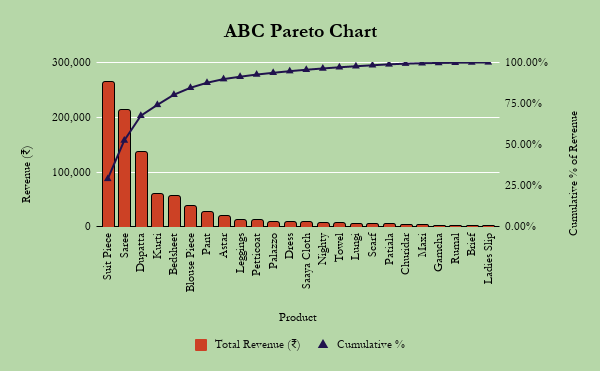 ABC Pareto Chart
300,000
200,000
100,000
0
Revenue (₹)
100.00%
75.00%
50.00%
25.00%
0.00%
Cumulative % of Revenue
Suit Piece
Saree
Dupatta
Kurti
Bedsheet
Blouse Piece
Pant
Astar
Leggings
Petticoat
Palazzo
Dress
Saaya Cloth
Nighty
Towel
Lungi
Scarf
Patiala
Churidar
Maxi
Gamcha
Rumal
Brief
Ladies Slip
Product
Total Revenue (₹)
Cumulative %